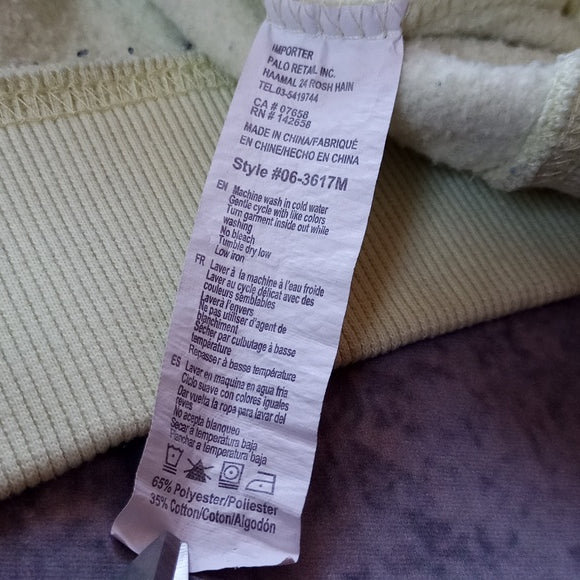 IMPORTER
PALO RETAIL INC.
HAAMAL 24 ROSH HAIN
TEL.03-5419744
CA # 07658
RN # 142658
MADE IN CHINA/FABRIQUÉ
EN CHINE/HECHO EN CHINA
Style #06-3617M
EN Machine wash in cold water
Gentle cycle with like colors
Turn garment inside out while
washing
No bleach
Tumble dry low
Low iron
FR Laver à la machine à l'eau froide
Laver au cycle délicat avec des
couleurs semblables
Laver à l'envers
Ne pas utiliser d'agent de
blanchiment
Sécher par culbutage à basse
température
Repasser à basse température
ES Lavar en maquina en agua fria
Ciclo suave con colores iguales
Dar vuelta la ropa para lavar del
reves
No acepta blanqueo
Secar a temperatura baja
Planchar a temperatura baja
65% Polyester/Poliester
35% Cotton/Coton/Algodón